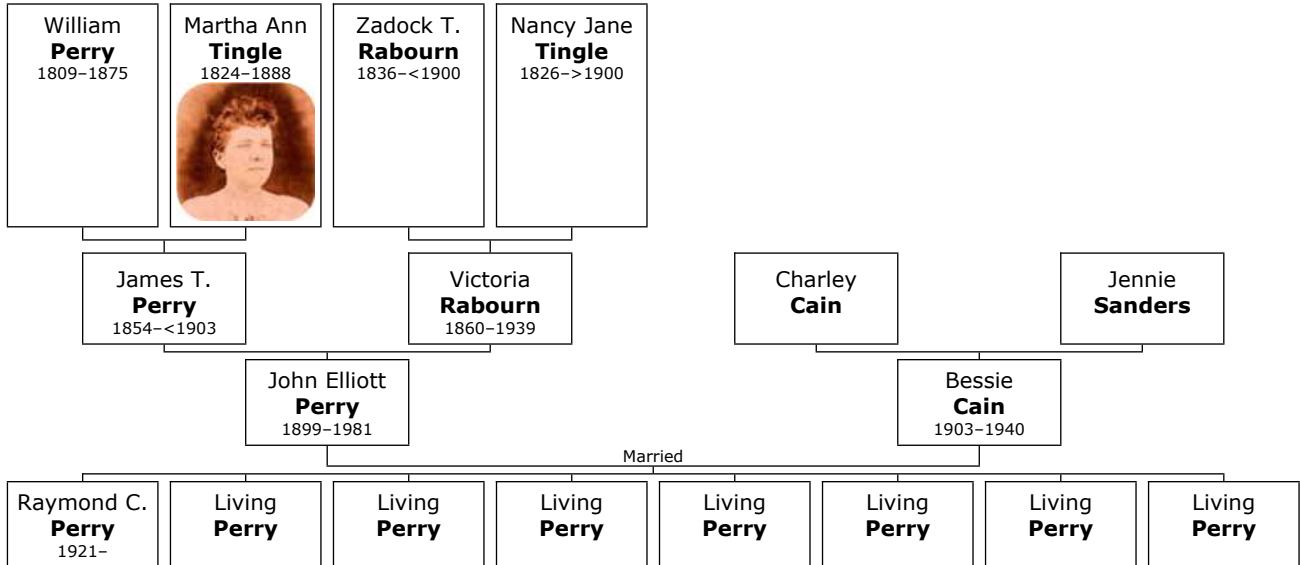 William
Perry
1809–1875
Martha Ann
Tingle
1824–1888
Zadock T.
Rabourn
1836–<1900
Nancy Jane
Tingle
1826–>1900
James T.
Perry
1854–<1903
Victoria
Rabourn
1860–1939
Charley
Cain
Jennie
Sanders
John Elliott
Perry
1899–1981
Bessie
Cain
1903–1940
Married
Raymond C.
Perry
1921–
Living
Perry
Living
Perry
Living
Perry
Living
Perry
Living
Perry
Living
Perry
Living
Perry